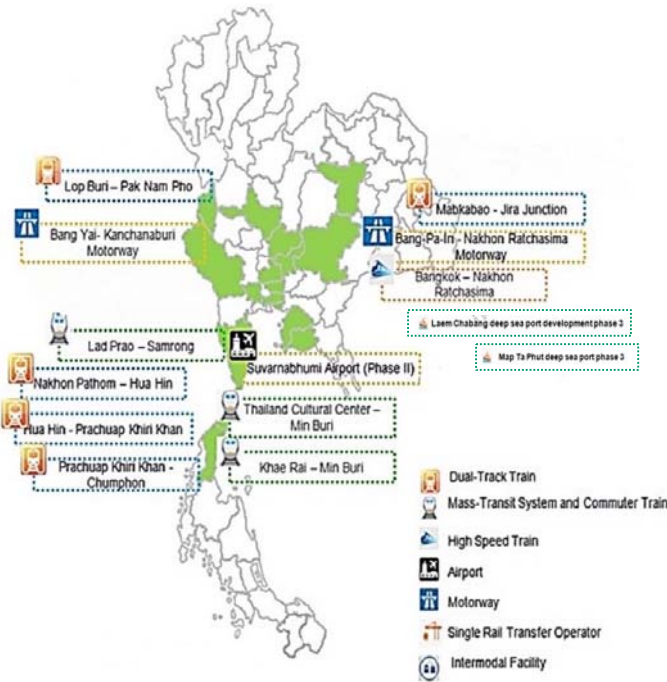 Lop Buri – Pak Nam Pho
Mabkabao - Jira Junction
Bang Yai- Kanchanaburi
Motorway
Bang-Pa-In - Nakhon Ratchasima
Motorway
Bangkok – Nakhon
Ratchasima
Laem Chabang deep sea port development phase 3
Lad Prao – Samrong
Map Ta Phut deep sea port phase 3
Suvarnabhumi Airport (Phase II)
Nakhon Pathom – Hua Hin
Thailand Cultural Center –
Min Buri
Hua Hin - Prachuap Khiri Khan
Prachuap Khiri Khan -
Chumphon
Khae Rai – Min Buri
Dual-Track Train
Mass-Transit System and Commuter Train
High Speed Train
Airport
Motorway
Single Rail Transfer Operator
Intermodal Facility